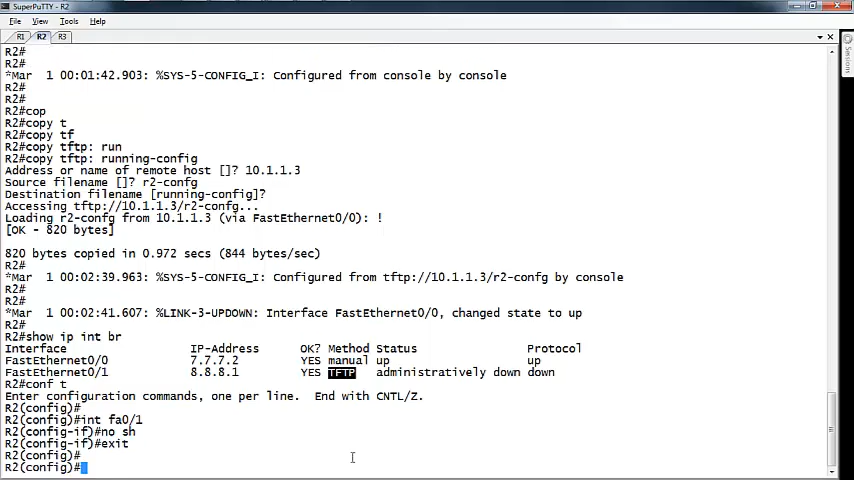 SuperPuTTY - R2
File View Tools Help
R1 R2 R3
R2#
R2#
*Mar  1 00:01:42.903: %SYS-5-CONFIG_I: Configured from console by console
R2#
R2#
R2#cop
R2#copy t
R2#copy tf
R2#copy tftp: run
R2#copy tftp: running-config
Address or name of remote host []? 10.1.1.3
Source filename []? r2-confg
Destination filename [running-config]?
Accessing tftp://10.1.1.3/r2-confg...
Loading r2-confg from 10.1.1.3 (via FastEthernet0/0): !
[OK - 820 bytes]
820 bytes copied in 0.972 secs (844 bytes/sec)
R2#
*Mar  1 00:02:39.963: %SYS-5-CONFIG_I: Configured from tftp://10.1.1.3/r2-confg by console
R2#
R2#
*Mar  1 00:02:41.607: %LINK-3-UPDOWN: Interface FastEthernet0/0, changed state to up
R2#
R2#show ip int br
Interface IP-Address OK? Method Status Protocol
FastEthernet0/0 7.7.7.2 YES manual up up
FastEthernet0/1 8.8.8.1 YES TFTP administratively down down
R2#conf t
Enter configuration commands, one per line.  End with CNTL/Z.
R2(config)#
R2(config)#int fa0/1
R2(config-if)#no sh
R2(config-if)#exit
R2(config)#
R2(config)#
Sessions